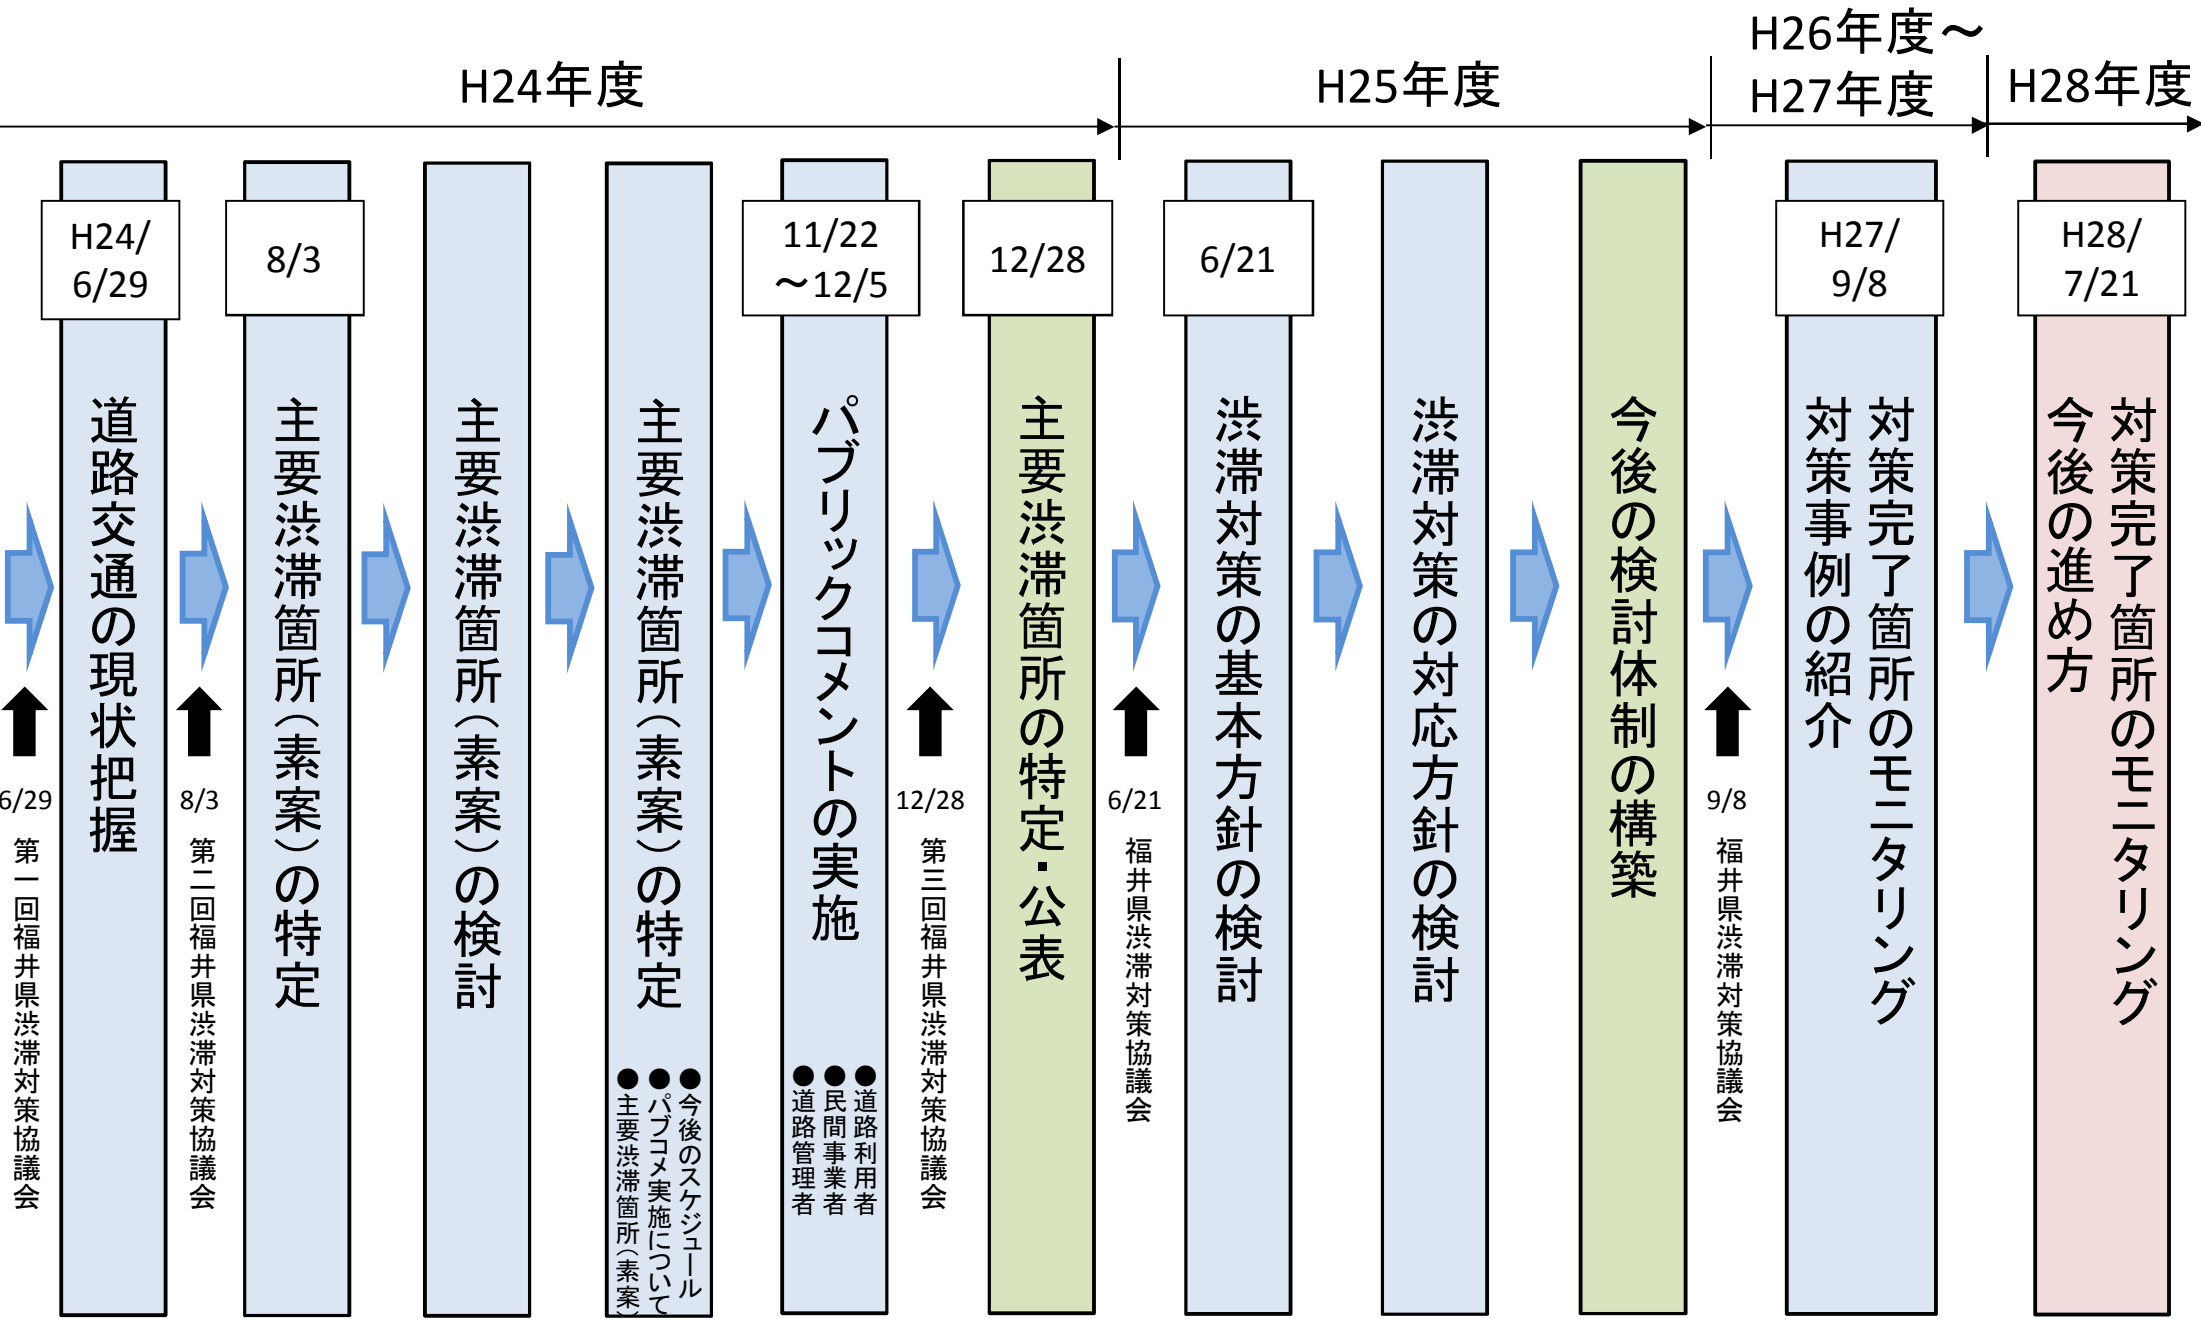 H24年度
H25年度
H26年度～
H27年度
H28年度
H24/
6/29
道路交通の現状把握
8/3
主要渋滞箇所（素案）の特定
主要渋滞箇所（素案）の検討
主要渋滞箇所（素案）の特定
●今後のスケジュール
●パブコメ実施について
●主要渋滞箇所（素案）
11/22
～12/5
パブリックコメントの実施
●道路利用者
●民間事業者
●道路管理者
12/28
主要渋滞箇所の特定・公表
6/21
渋滞対策の基本方針の検討
渋滞対策の対応方針の検討
今後の検討体制の構築
H27/
9/8
対策完了箇所のモニタリング
対策事例の紹介
H28/
7/21
対策完了箇所のモニタリング
今後の進め方
6/29
第一回福井県渋滞対策協議会
8/3
第二回福井県渋滞対策協議会
12/28
第三回福井県渋滞対策協議会
6/21
福井県渋滞対策協議会
9/8
福井県渋滞対策協議会